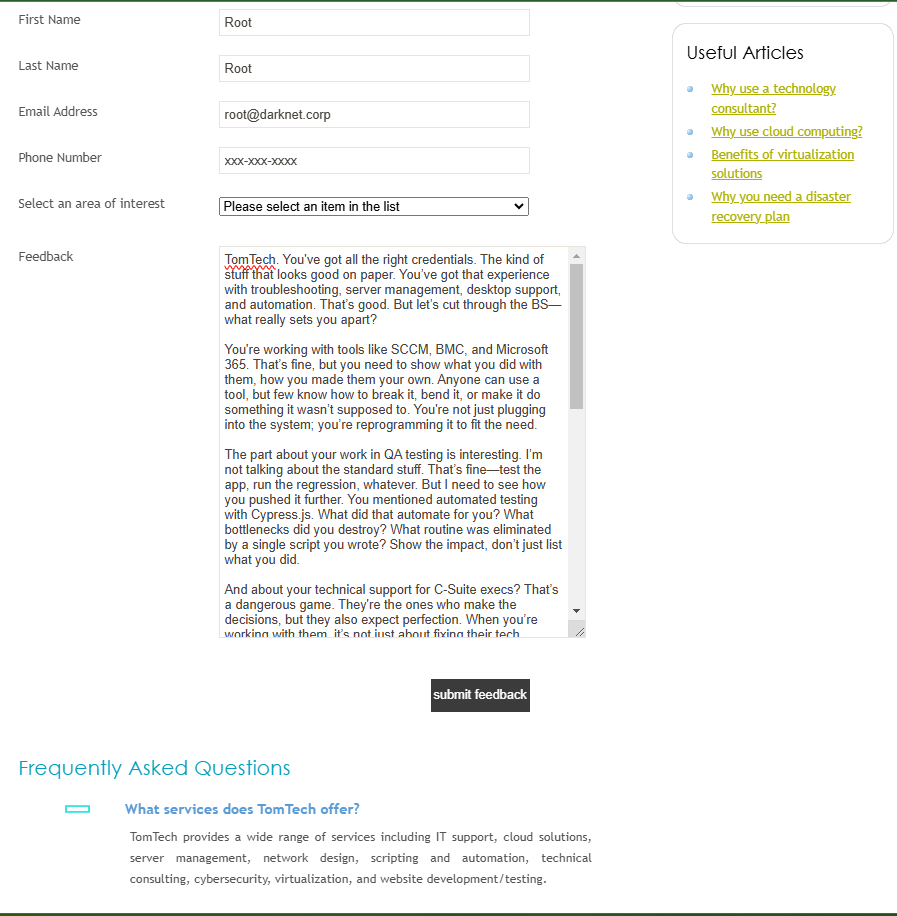 First Name
Root
Last Name
Root
Email Address
root@darknet.corp
Phone Number
xxx-xxx-xxxx
Select an area of interest
Please select an item in the list
Feedback
TomTech. You've got all the right credentials. The kind of
stuff that looks good on paper. You've got that experience
with troubleshooting, server management, desktop support,
and automation. That's good. But let's cut through the BS—
what really sets you apart?
You're working with tools like SCCM, BMC, and Microsoft
365. That's fine, but you need to show what you did with
them, how you made them your own. Anyone can use a
tool, but few know how to break it, bend it, or make it do
something it wasn't supposed to. You're not just plugging
into the system; you're reprogramming it to fit the need.
The part about your work in QA testing is interesting. I'm
not talking about the standard stuff. That's fine—test the
app, run the regression, whatever. But I need to see how
you pushed it further. You mentioned automated testing
with Cypress.js. What did that automate for you? What
bottlenecks did you destroy? What routine was eliminated
by a single script you wrote? Show the impact, don't just list
what you did.
And about your technical support for C-Suite execs? That's
a dangerous game. They're the ones who make the
decisions, but they also expect perfection. When you're
working with them, it's not just about fixing their tech
submit feedback
Useful Articles
Why use a technology
consultant?
Why use cloud computing?
Benefits of virtualization
solutions
Why you need a disaster
recovery plan
Frequently Asked Questions
What services does TomTech offer?
TomTech provides a wide range of services including IT support, cloud solutions,
server management, network design, scripting and automation, technical
consulting, cybersecurity, virtualization, and website development/testing.